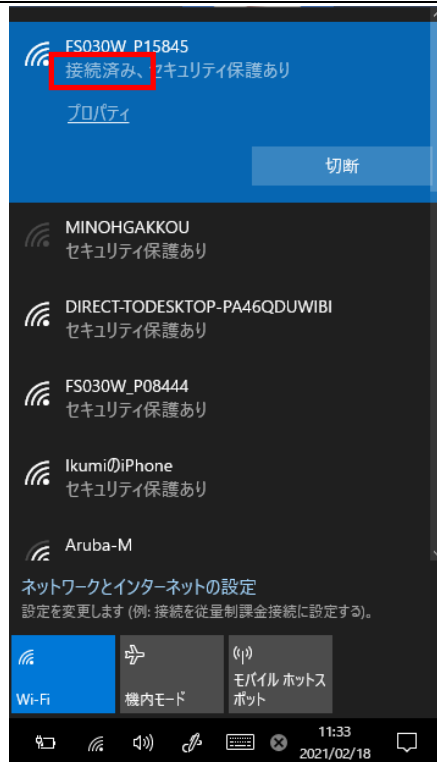 FS030W_P15845
接続済み、セキュリティ保護あり
プロパティ
切断
MINOHGAKKOU
セキュリティ保護あり
DIRECT-TODESKTOP-PA46QDUWIBI
セキュリティ保護あり
FS030W_P08444
セキュリティ保護あり
IkumiのiPhone
セキュリティ保護あり
Aruba-M
ネットワークとインターネットの設定
設定を変更します (例: 接続を従量制課金接続に設定する)。
Wi-Fi
機内モード
モバイル ホットス
ポット
11:33
2021/02/18